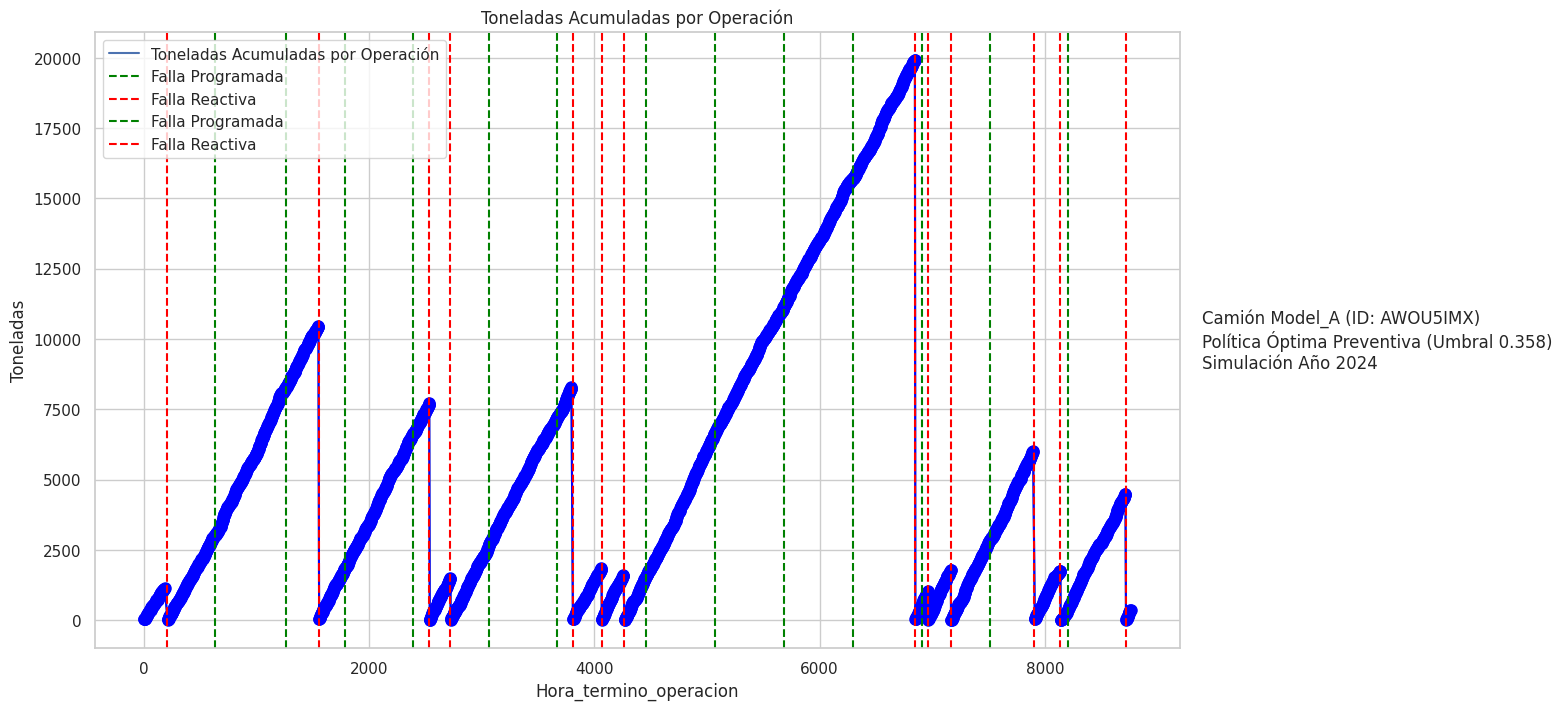 Toneladas Acumuladas por Operación
Toneladas Acumuladas por Operación
Falla Programada
Falla Reactiva
Falla Programada
Falla Reactiva
20000
17500
15000
12500
10000
7500
5000
2500
0
Toneladas
0 2000 4000 6000 8000
Hora_termino_operacion
Camión Model_A (ID: AWOU5IMX)
Política Óptima Preventiva (Umbral 0.358)
Simulación Año 2024